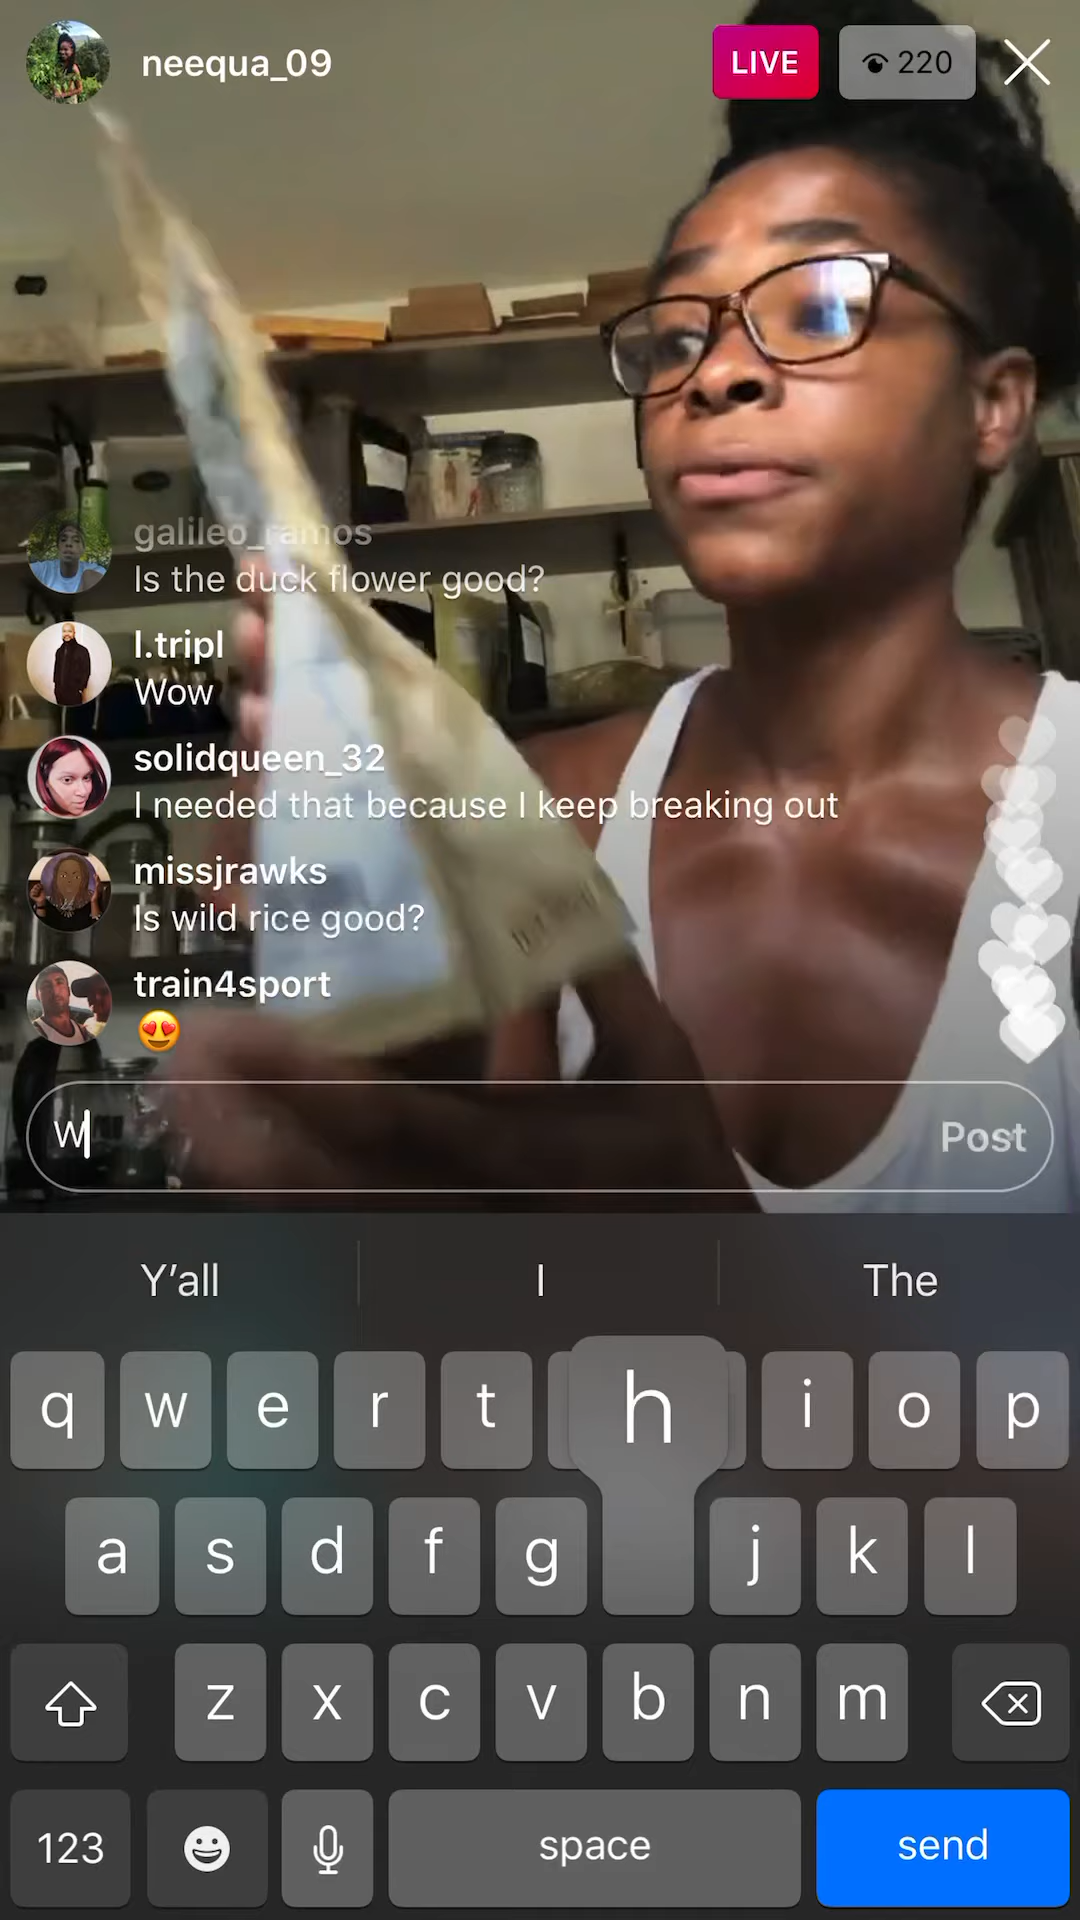 neequa_09
LIVE
220
galileo_ramos
Is the duck flower good?
l.tripl
Wow
solidqueen_32
I needed that because I keep breaking out
missjrawks
Is wild rice good?
train4sport
😍
W
Post
Y'all
I
The
q w e r t h i o p
a s d f g j k l
z x c v b n m
123
space
send